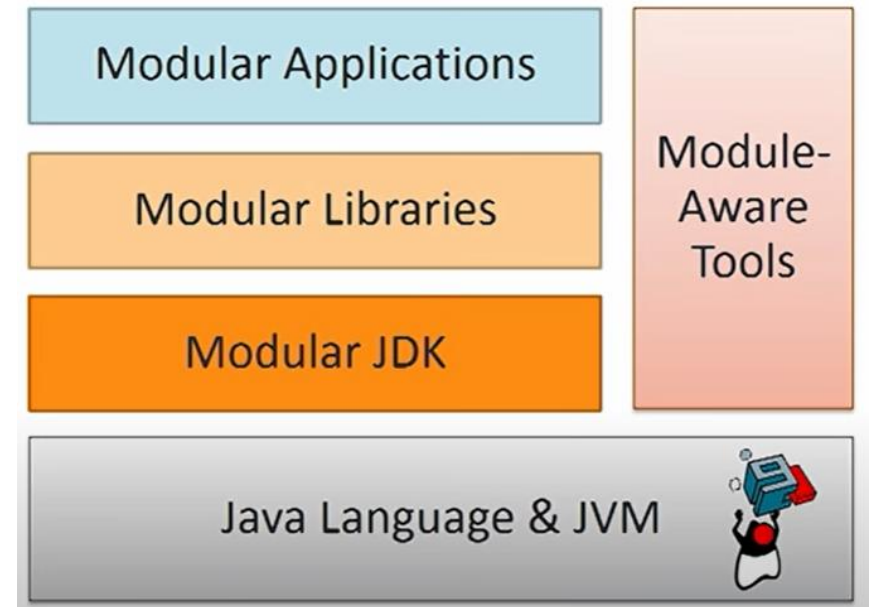 Modular Applications
Modular Libraries
Modular JDK
Module-
Aware
Tools
Java Language & JVM